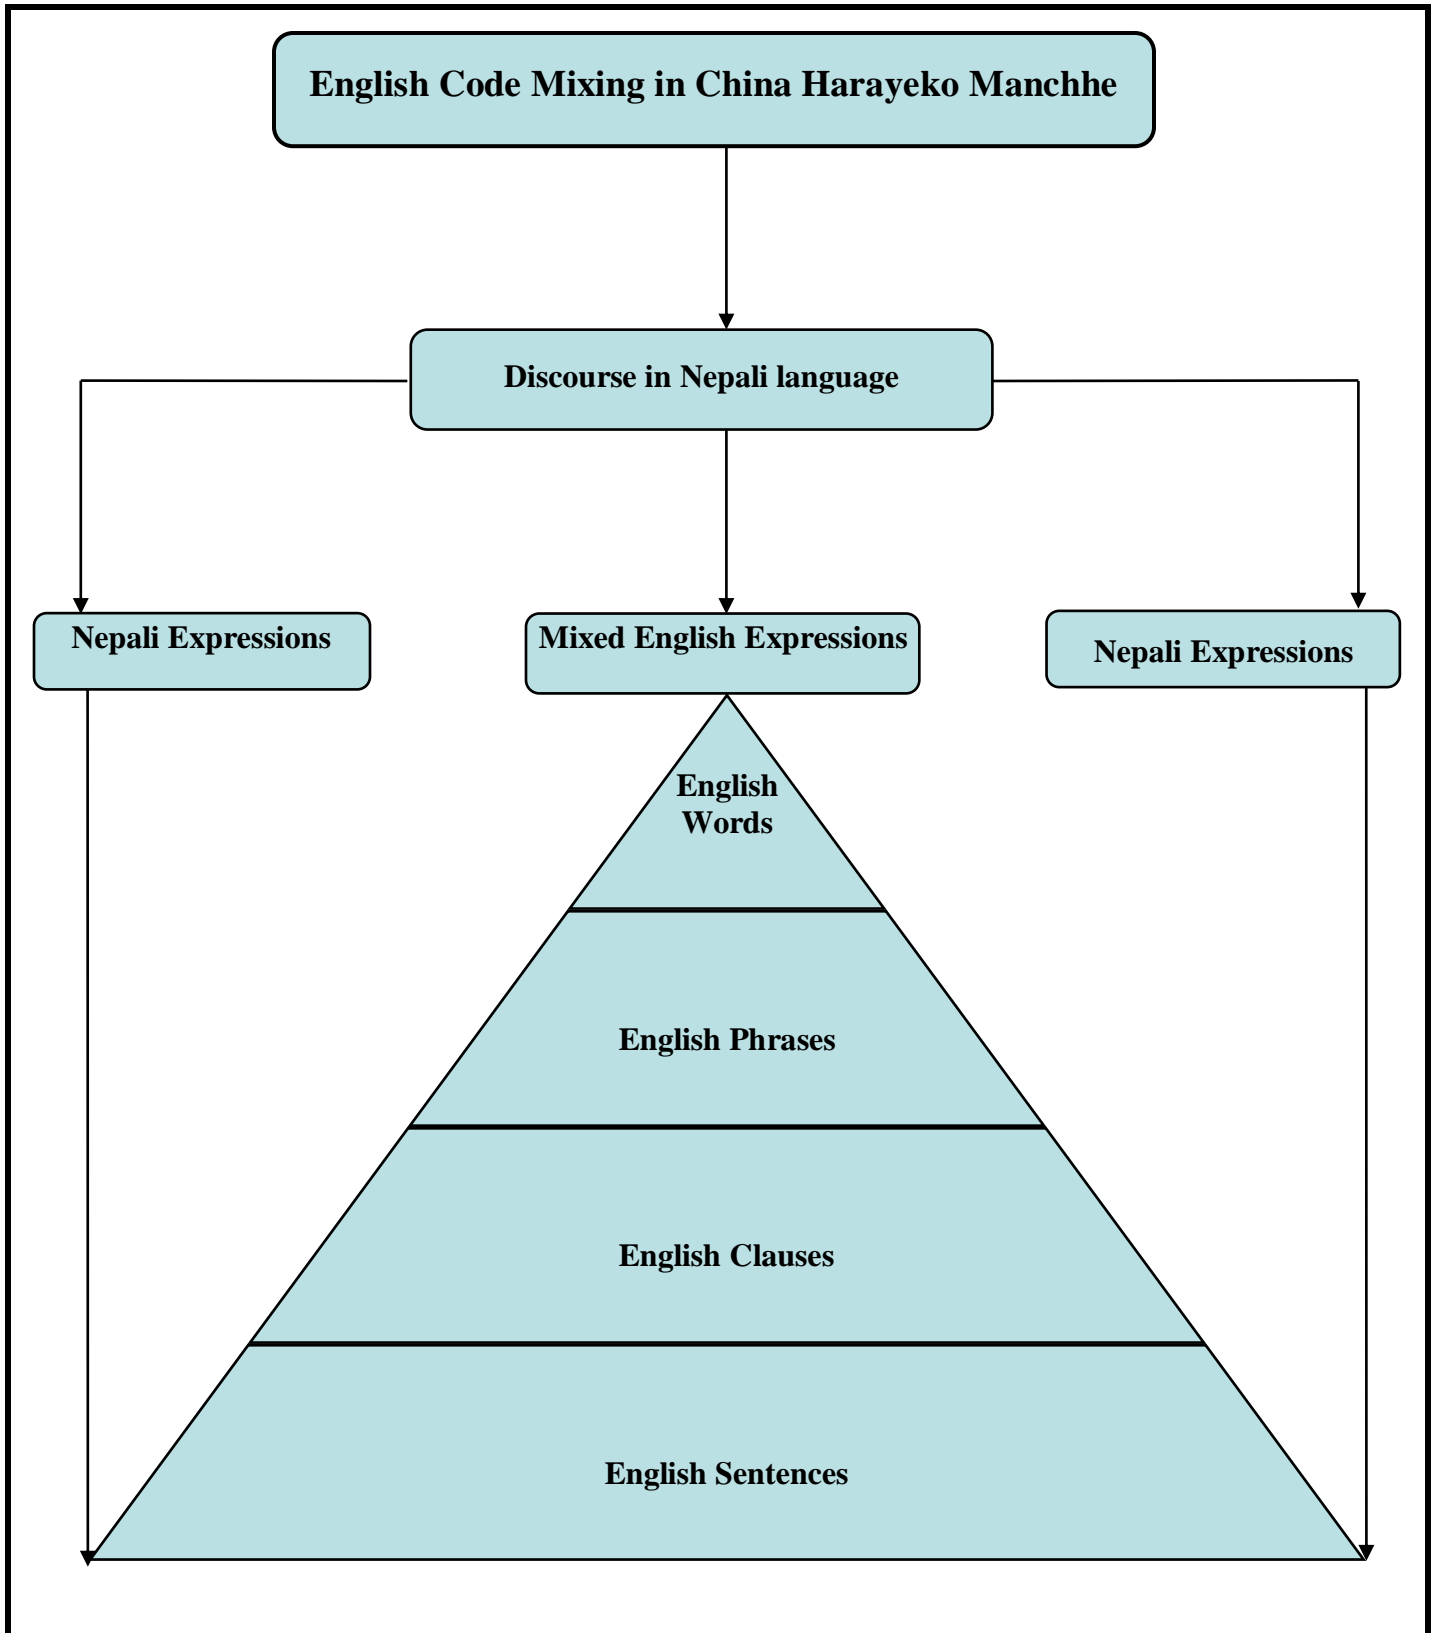 English Code Mixing in China Harayeko Manchhe
Discourse in Nepali language
Nepali Expressions
Mixed English Expressions
Nepali Expressions
English
Words
English Phrases
English Clauses
English Sentences